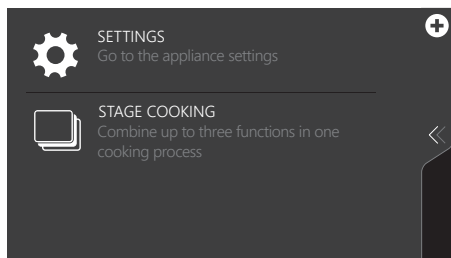 SETTINGS
Go to the appliance settings
STAGE COOKING
Combine up to three functions in one
cooking process